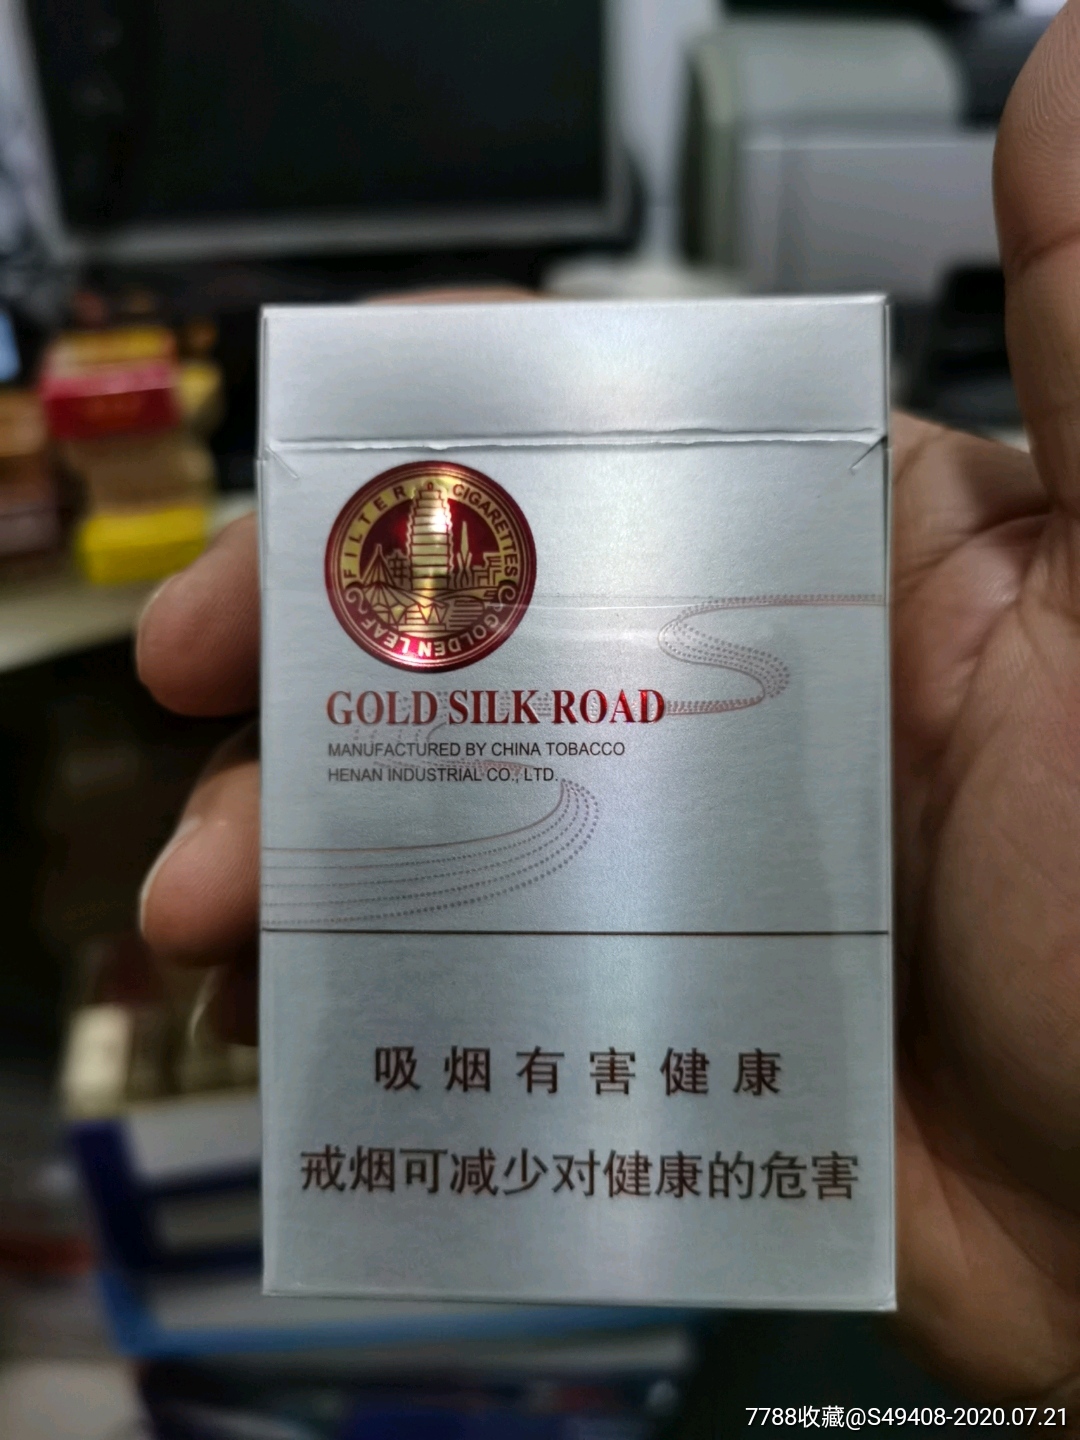 FILTER CIGARETTES
GOLDEN LEAF
GOLD SILK ROAD
MANUFACTURED BY CHINA TOBACCO
HENAN INDUSTRIAL CO., LTD.
吸烟有害健康
戒烟可减少对健康的危害
7788收藏@S49408-2020.07.21